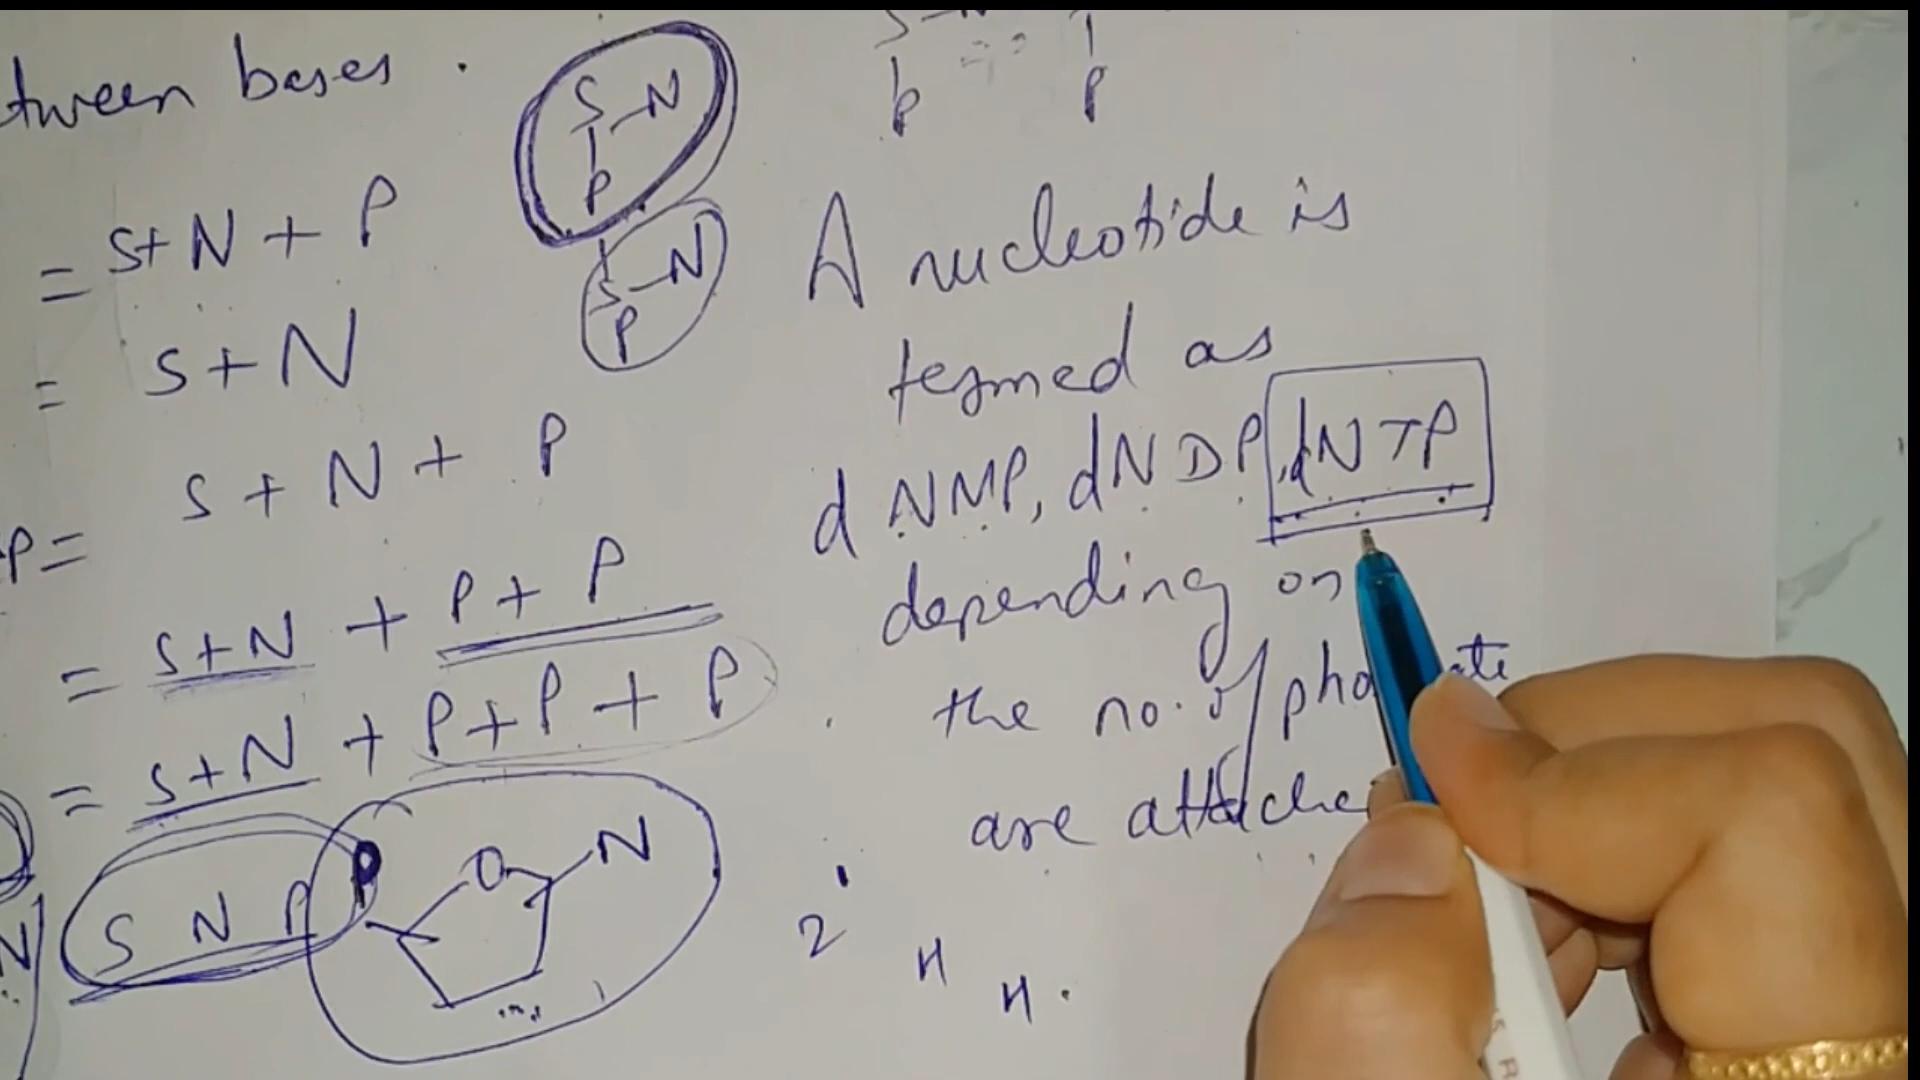 tween bases.
S-N
P
S-N
P
P
P
= S+N+P
= S+N
S+N+P
P=
= S+N+P+P
= S+N+P+P+P
S N P
P
O
N
N
A nucleotide is
termed as
dNMP, dNDP, dNTP
depending on
the no. of
are
2'
H
H.